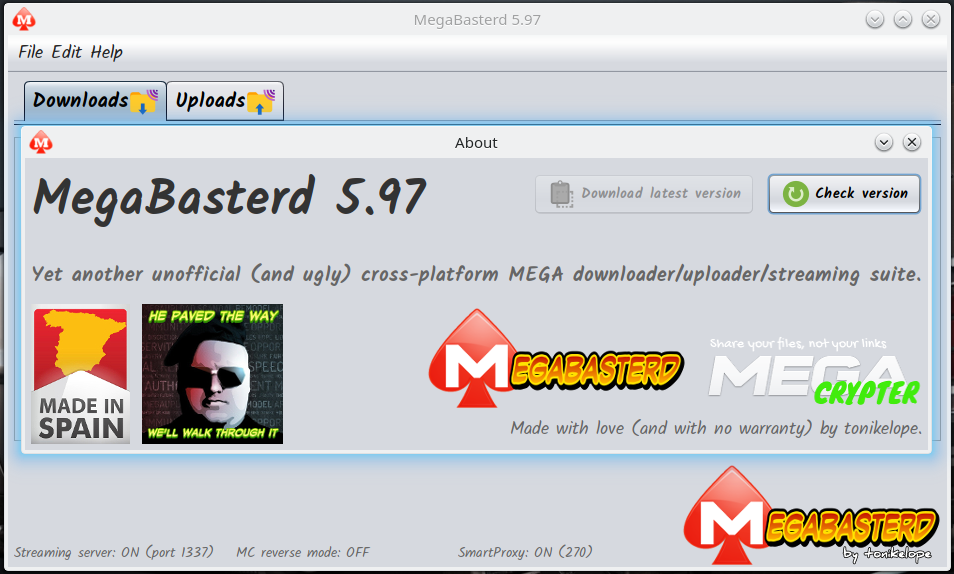 MegaBasterd 5.97
File Edit Help
Downloads Uploads
About
MegaBasterd 5.97
Download latest version Check version
Yet another unofficial (and ugly) cross-platform MEGA downloader/uploader/streaming suite.
MADE IN
SPAIN
HE PAVED THE WAY
WE'LL WALK THROUGH IT
MEGABASTERD
Share your files, not your links
MEGA
CRYPTER
Made with love (and with no warranty) by tonikelope.
MEGABASTERD
by tonikelope
Streaming server: ON (port 1337) MC reverse mode: OFF SmartProxy: ON (270)